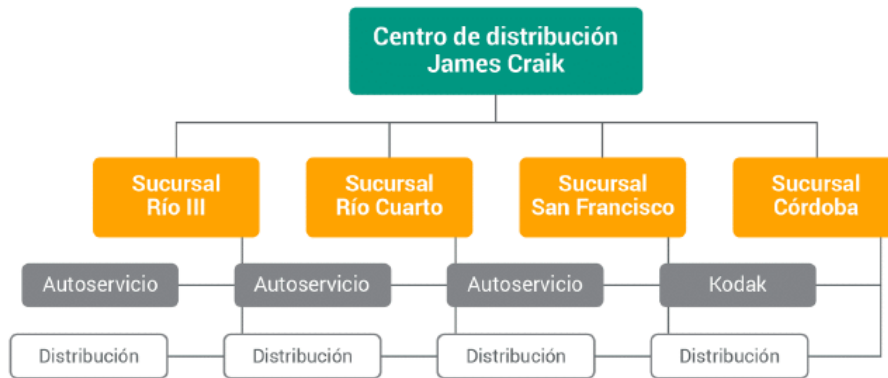 Centro de distribución
James Craik
Sucursal
Río III
Sucursal
Río Cuarto
Sucursal
San Francisco
Sucursal
Córdoba
Autoservicio
Autoservicio
Autoservicio
Kodak
Distribución
Distribución
Distribución
Distribución